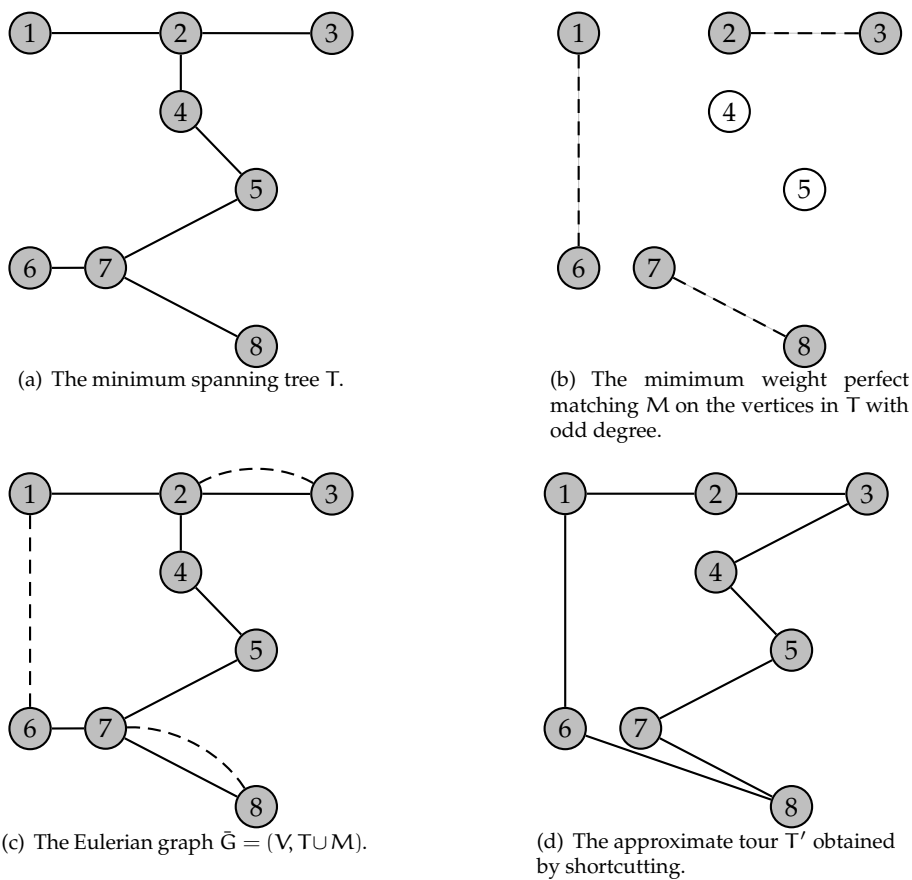 1 2 3
4
5
6 7
8
(a) The minimum spanning tree T.
1 2 3
4
5
6 7
8
(b) The mimimum weight perfect
matching M on the vertices in T with
odd degree.
1 2 3
4
5
6 7
8
(c) The Eulerian graph Ḡ = (V, T∪M).
1 2 3
4
5
6 7
8
(d) The approximate tour T′ obtained
by shortcutting.